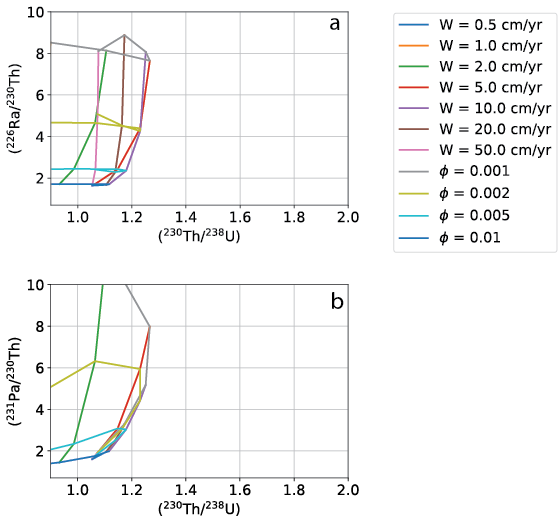 a
10
8
6
4
2
(²²⁶Ra/²³⁰Th)
1.0 1.2 1.4 1.6 1.8 2.0
(²³⁰Th/²³⁸U)
W = 0.5 cm/yr
W = 1.0 cm/yr
W = 2.0 cm/yr
W = 5.0 cm/yr
W = 10.0 cm/yr
W = 20.0 cm/yr
W = 50.0 cm/yr
ϕ = 0.001
ϕ = 0.002
ϕ = 0.005
ϕ = 0.01
b
10
8
6
4
2
(²³¹Pa/²³⁰Th)
1.0 1.2 1.4 1.6 1.8 2.0
(²³⁰Th/²³⁸U)